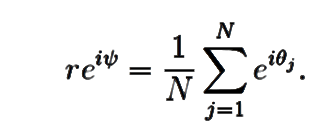 re^{iψ} = \frac{1}{N} \sum_{j=1}^{N} e^{iθ_j}.